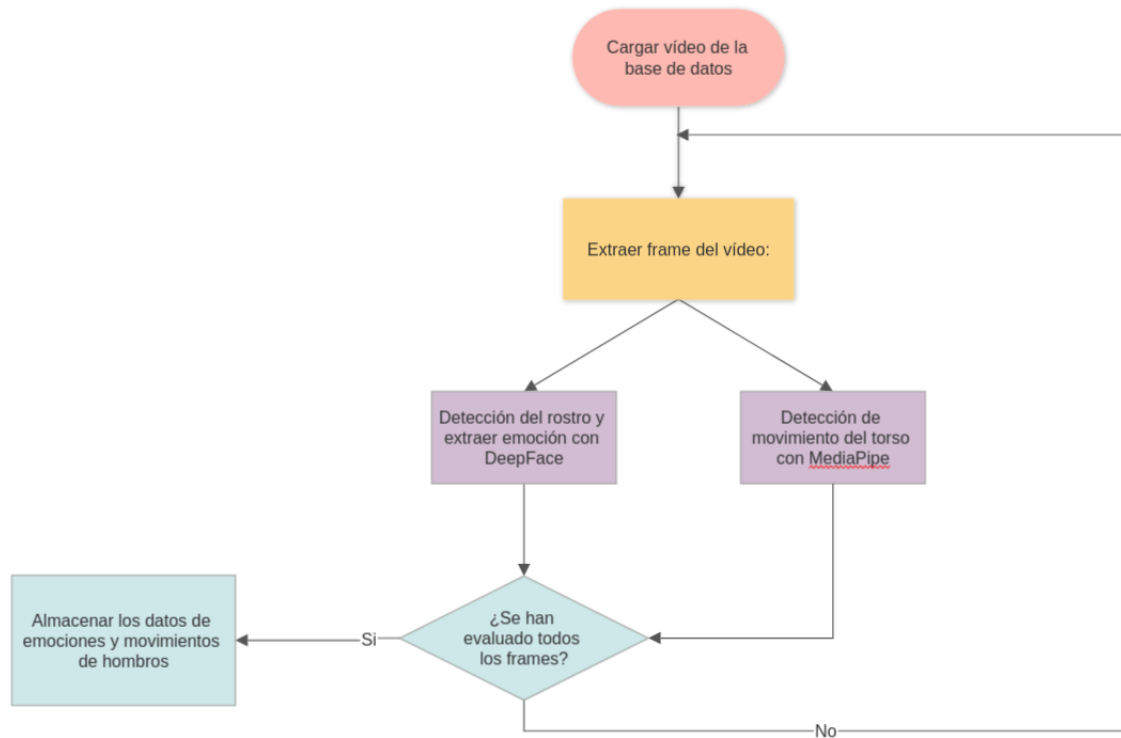 Cargar vídeo de la
base de datos
Extraer frame del vídeo:
Detección del rostro y
extraer emoción con
DeepFace
Detección de
movimiento del torso
con MediaPipe
¿Se han
evaluado todos
los frames?
Si
Almacenar los datos de
emociones y movimientos
de hombros
No